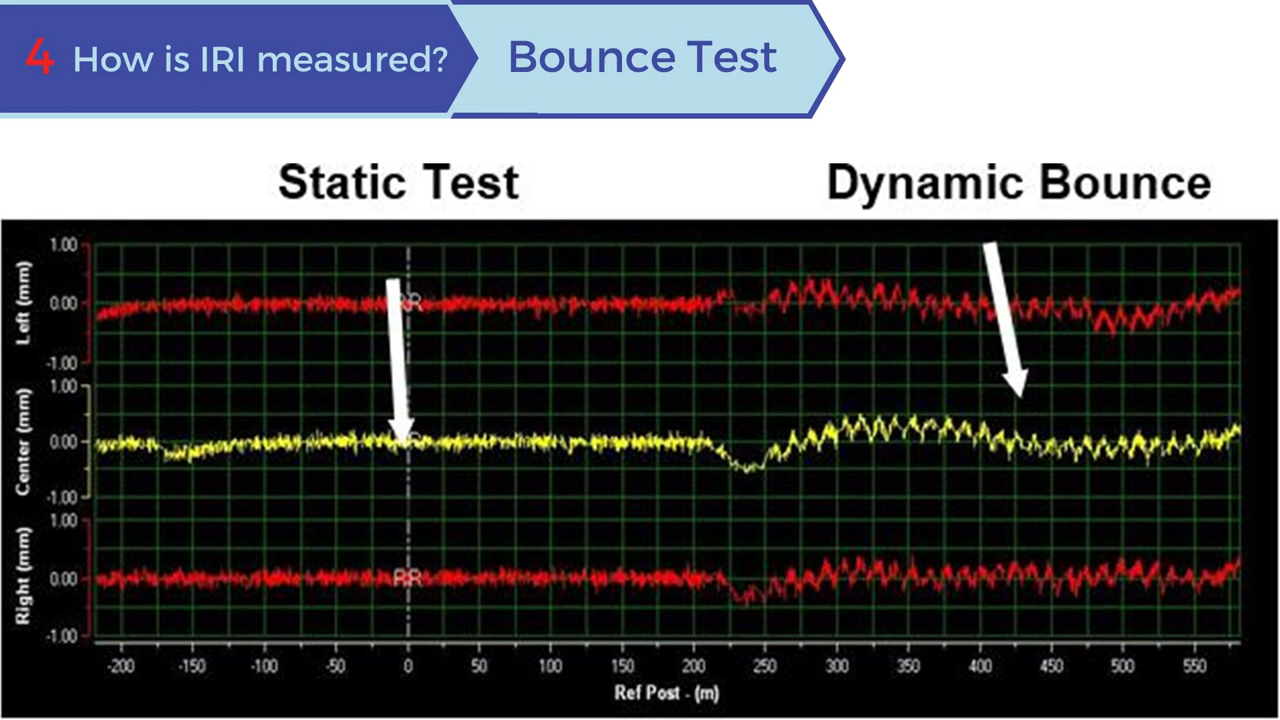 4 How is IRI measured?
Bounce Test
Static Test
Dynamic Bounce
Left (mm)
1.00
0.00
-1.00
Center (mm)
1.00
0.00
-1.00
Right (mm)
1.00
0.00
-1.00
RR
-200 -150 -100 -50 0 50 100 150 200 250 300 350 400 450 500 550
Ref Post - (m)